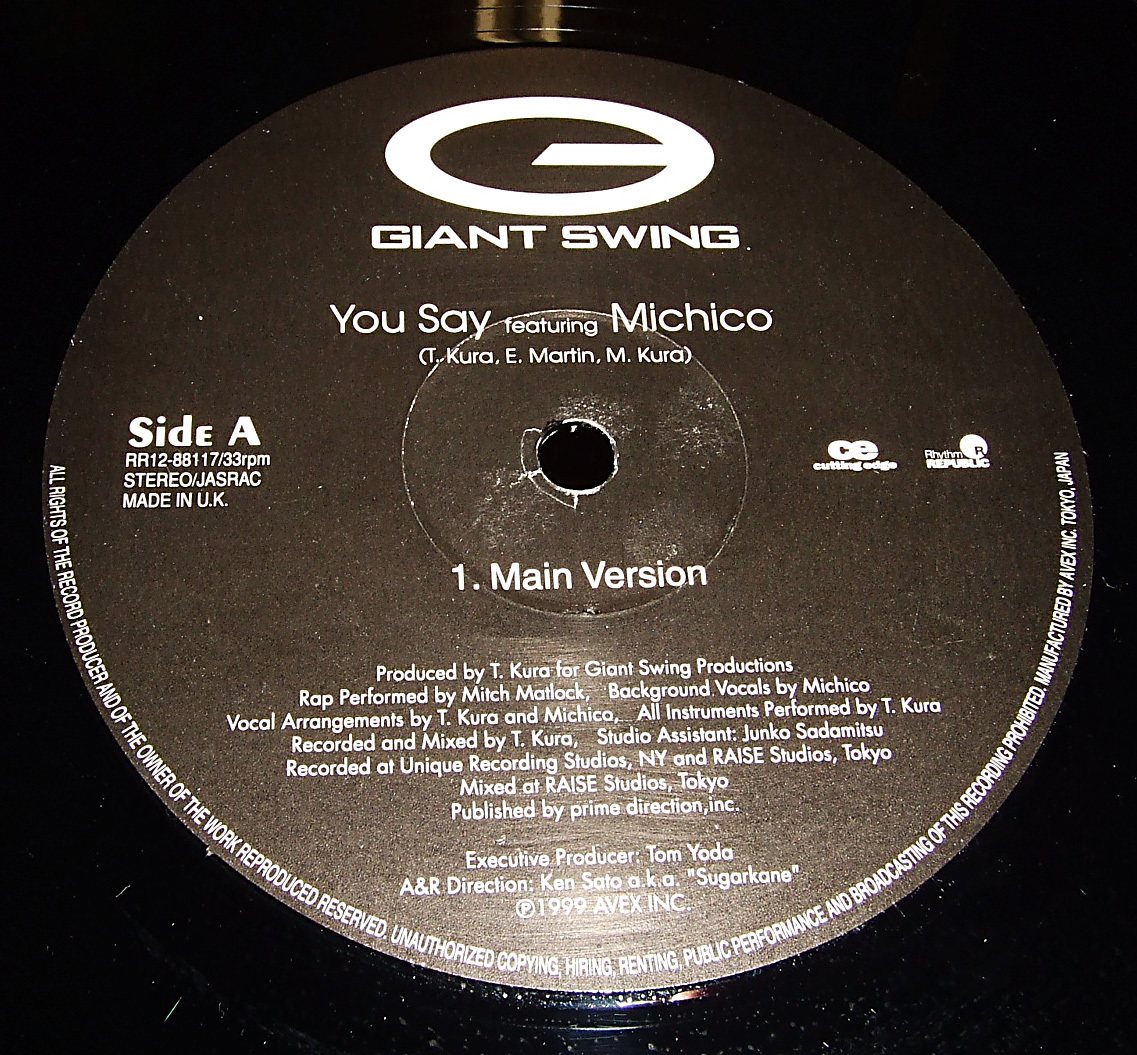 GIANT SWING
You Say featuring Michico
(T. Kura, E. Martin, M. Kura)
Side A
RR12-88117/33rpm
STEREO/JASRAC
MADE IN U.K.
ce
cutting edge
Rhythm R
REPUBLIC
1. Main Version
Produced by T. Kura for Giant Swing Productions
Rap Performed by Mitch Matlock, Background Vocals by Michico
Vocal Arrangements by T. Kura and Michico, All Instruments Performed by T. Kura
Recorded and Mixed by T. Kura, Studio Assistant: Junko Sadamitsu
Recorded at Unique Recording Studios, NY and RAISE Studios, Tokyo
Mixed at RAISE Studios, Tokyo
Published by prime direction,inc.
Executive Producer: Tom Yoda
A&R Direction: Ken Sato a.k.a. "Sugarkane"
℗1999 AVEX INC.
ALL RIGHTS OF THE RECORD PRODUCER AND OF THE OWNER OF THE WORK REPRODUCED RESERVED. UNAUTHORIZED COPYING, HIRING, RENTING, PUBLIC PERFORMANCE AND BROADCASTING OF THIS RECORDING PROHIBITED. MANUFACTURED BY AVEX INC. TOKYO, JAPAN